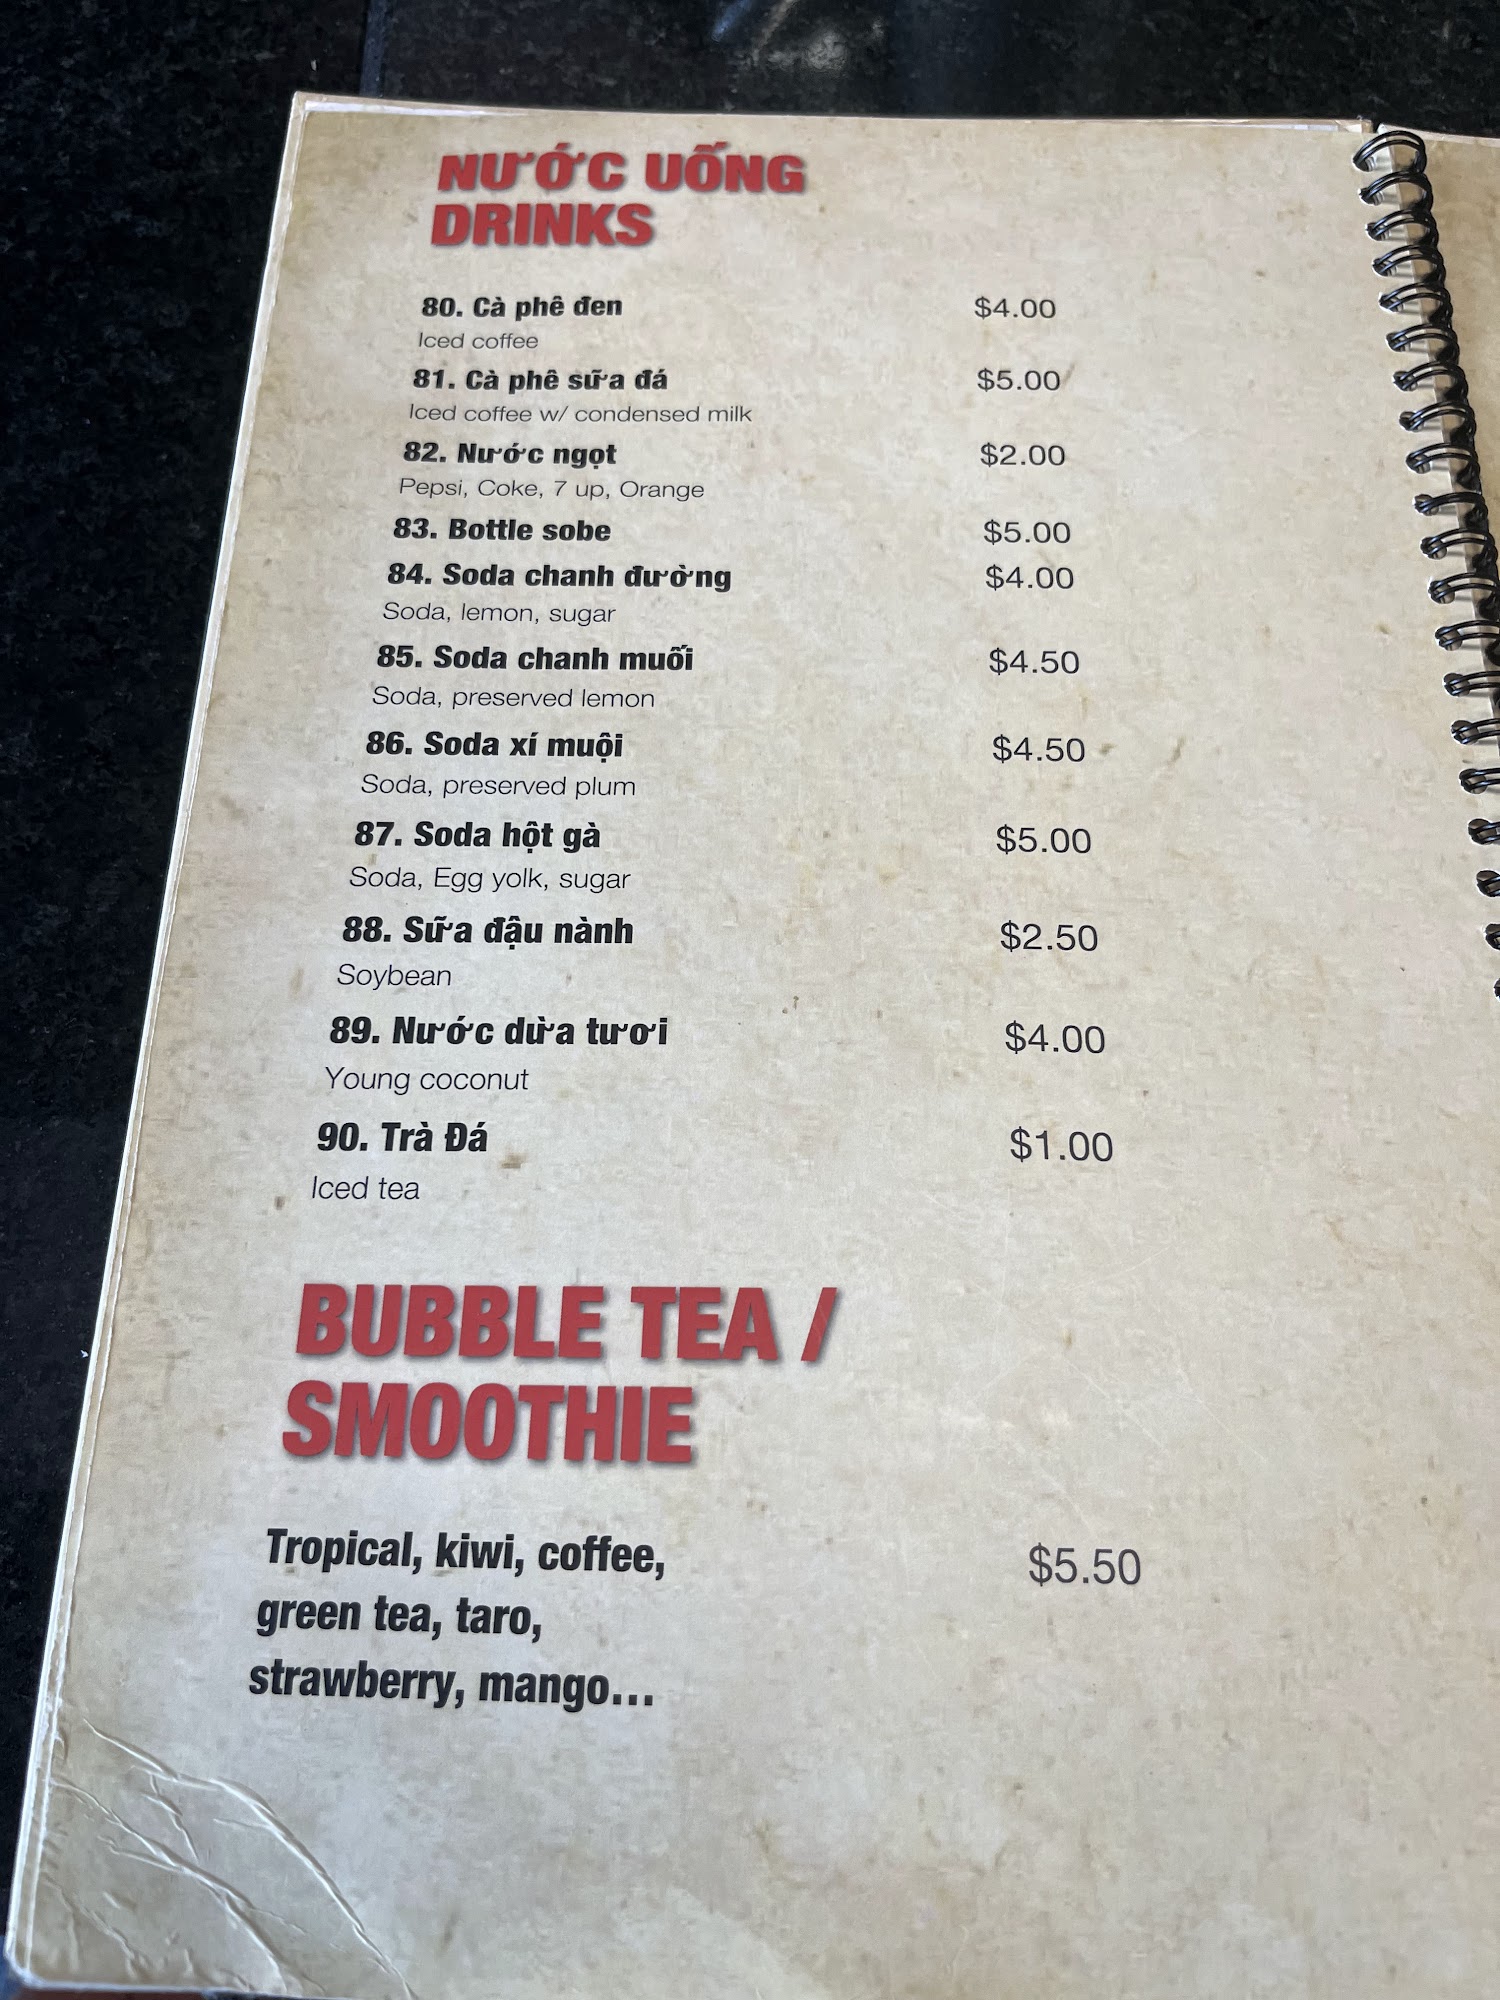 NƯỚC UỐNG
DRINKS
80. Cà phê đen $4.00
Iced coffee
81. Cà phê sữa đá $5.00
Iced coffee w/ condensed milk
82. Nước ngọt $2.00
Pepsi, Coke, 7 up, Orange
83. Bottle sobe $5.00
84. Soda chanh đường $4.00
Soda, lemon, sugar
85. Soda chanh muối $4.50
Soda, preserved lemon
86. Soda xí muội $4.50
Soda, preserved plum
87. Soda hột gà $5.00
Soda, Egg yolk, sugar
88. Sữa đậu nành $2.50
Soybean
89. Nước dừa tươi $4.00
Young coconut
90. Trà Đá $1.00
Iced tea
BUBBLE TEA /
SMOOTHIE
Tropical, kiwi, coffee, $5.50
green tea, taro,
strawberry, mango...